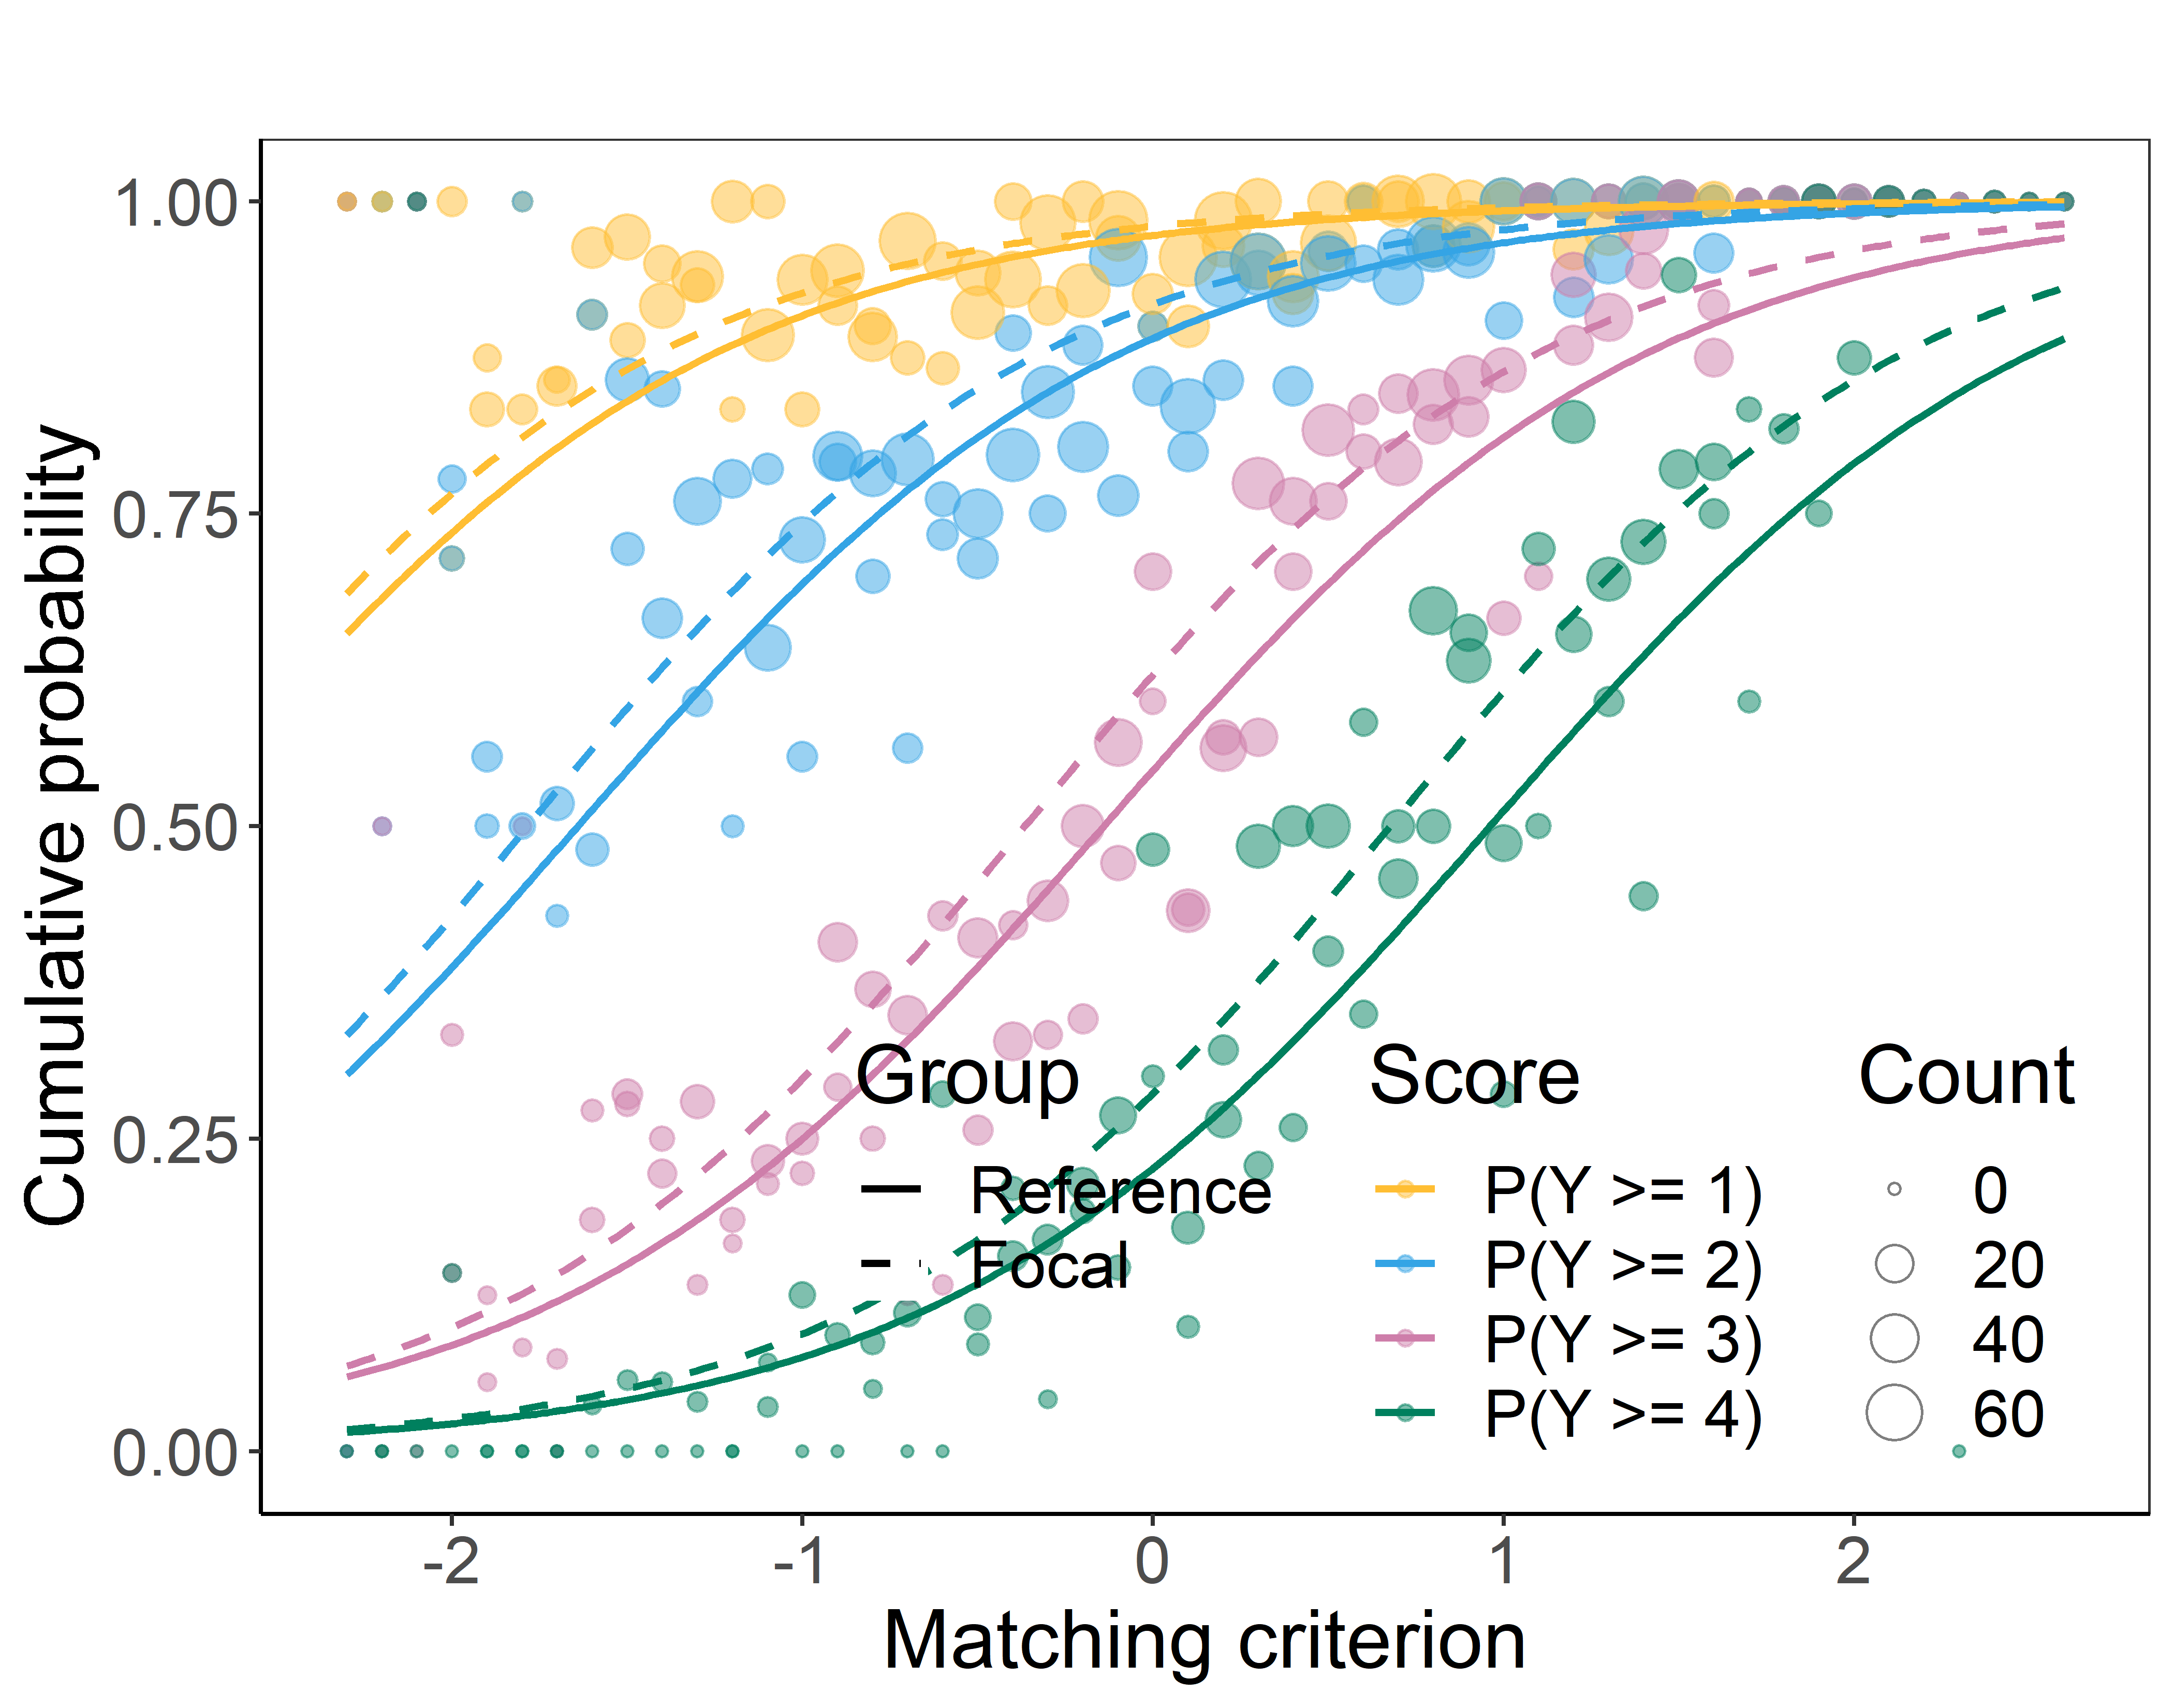 Cumulative probability
1.00
0.75
0.50
0.25
0.00
Group
Reference
Focal
Score
P(Y >= 1)
P(Y >= 2)
P(Y >= 3)
P(Y >= 4)
Count
0
20
40
60
-2
-1
0
1
2
Matching criterion